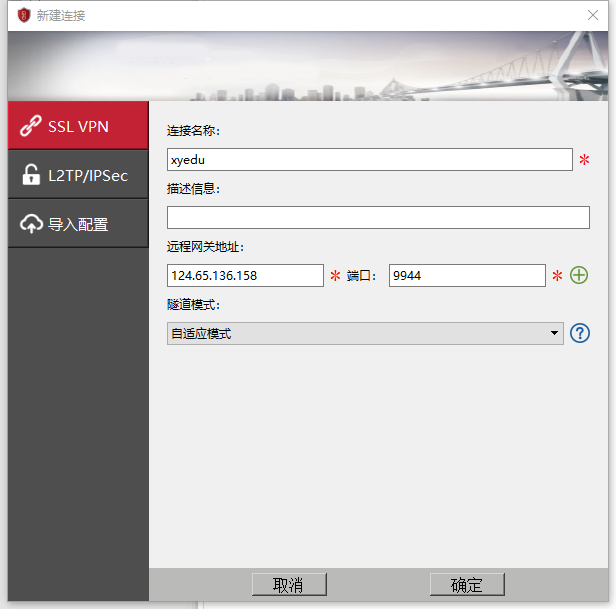 新建连接
SSL VPN
L2TP/IPSec
导入配置
连接名称:
xyedu *
描述信息:
远程网关地址:
124.65.136.158 * 端口: 9944 *
隧道模式:
自适应模式
取消 确定